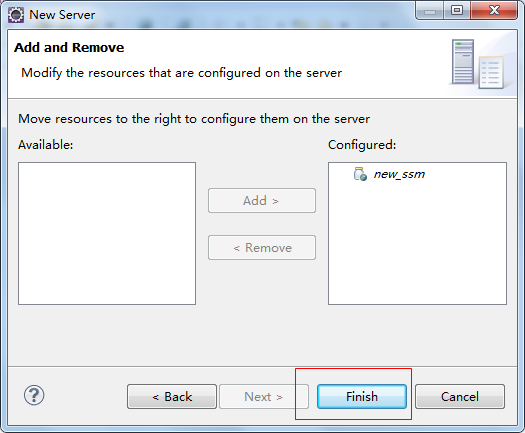 New Server
Add and Remove
Modify the resources that are configured on the server
Move resources to the right to configure them on the server
Available:
Configured:
new_ssm
Add >
< Remove
?
< Back
Next >
Finish
Cancel